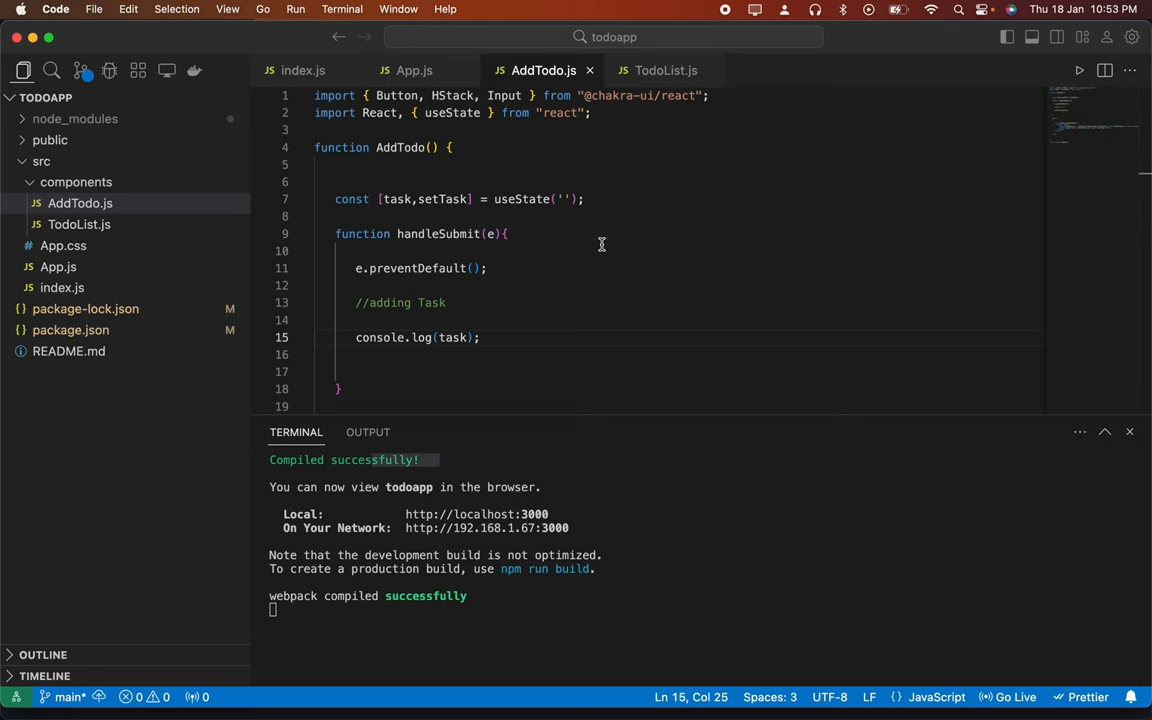 Code File Edit Selection View Go Run Terminal Window Help Thu 18 Jan 10:53 PM
todoapp
JS index.js JS App.js JS AddTodo.js JS TodoList.js
TODOAPP
node_modules
public
src
components
JS AddTodo.js
JS TodoList.js
# App.css
JS App.js
JS index.js
{} package-lock.json M
{} package.json M
README.md
OUTLINE
TIMELINE
1 import { Button, HStack, Input } from "@chakra-ui/react";
2 import React, { useState } from "react";
3
4 function AddTodo() {
5
6
7 const [task,setTask] = useState('');
8
9 function handleSubmit(e){
10
11 e.preventDefault();
12
13 //adding Task
14
15 console.log(task);
16
17
18 }
19
TERMINAL OUTPUT
Compiled successfully!
You can now view todoapp in the browser.
Local: http://localhost:3000
On Your Network: http://192.168.1.67:3000
Note that the development build is not optimized.
To create a production build, use npm run build.
webpack compiled successfully
main* 0 0 0 Ln 15, Col 25 Spaces: 3 UTF-8 LF {} JavaScript Go Live Prettier